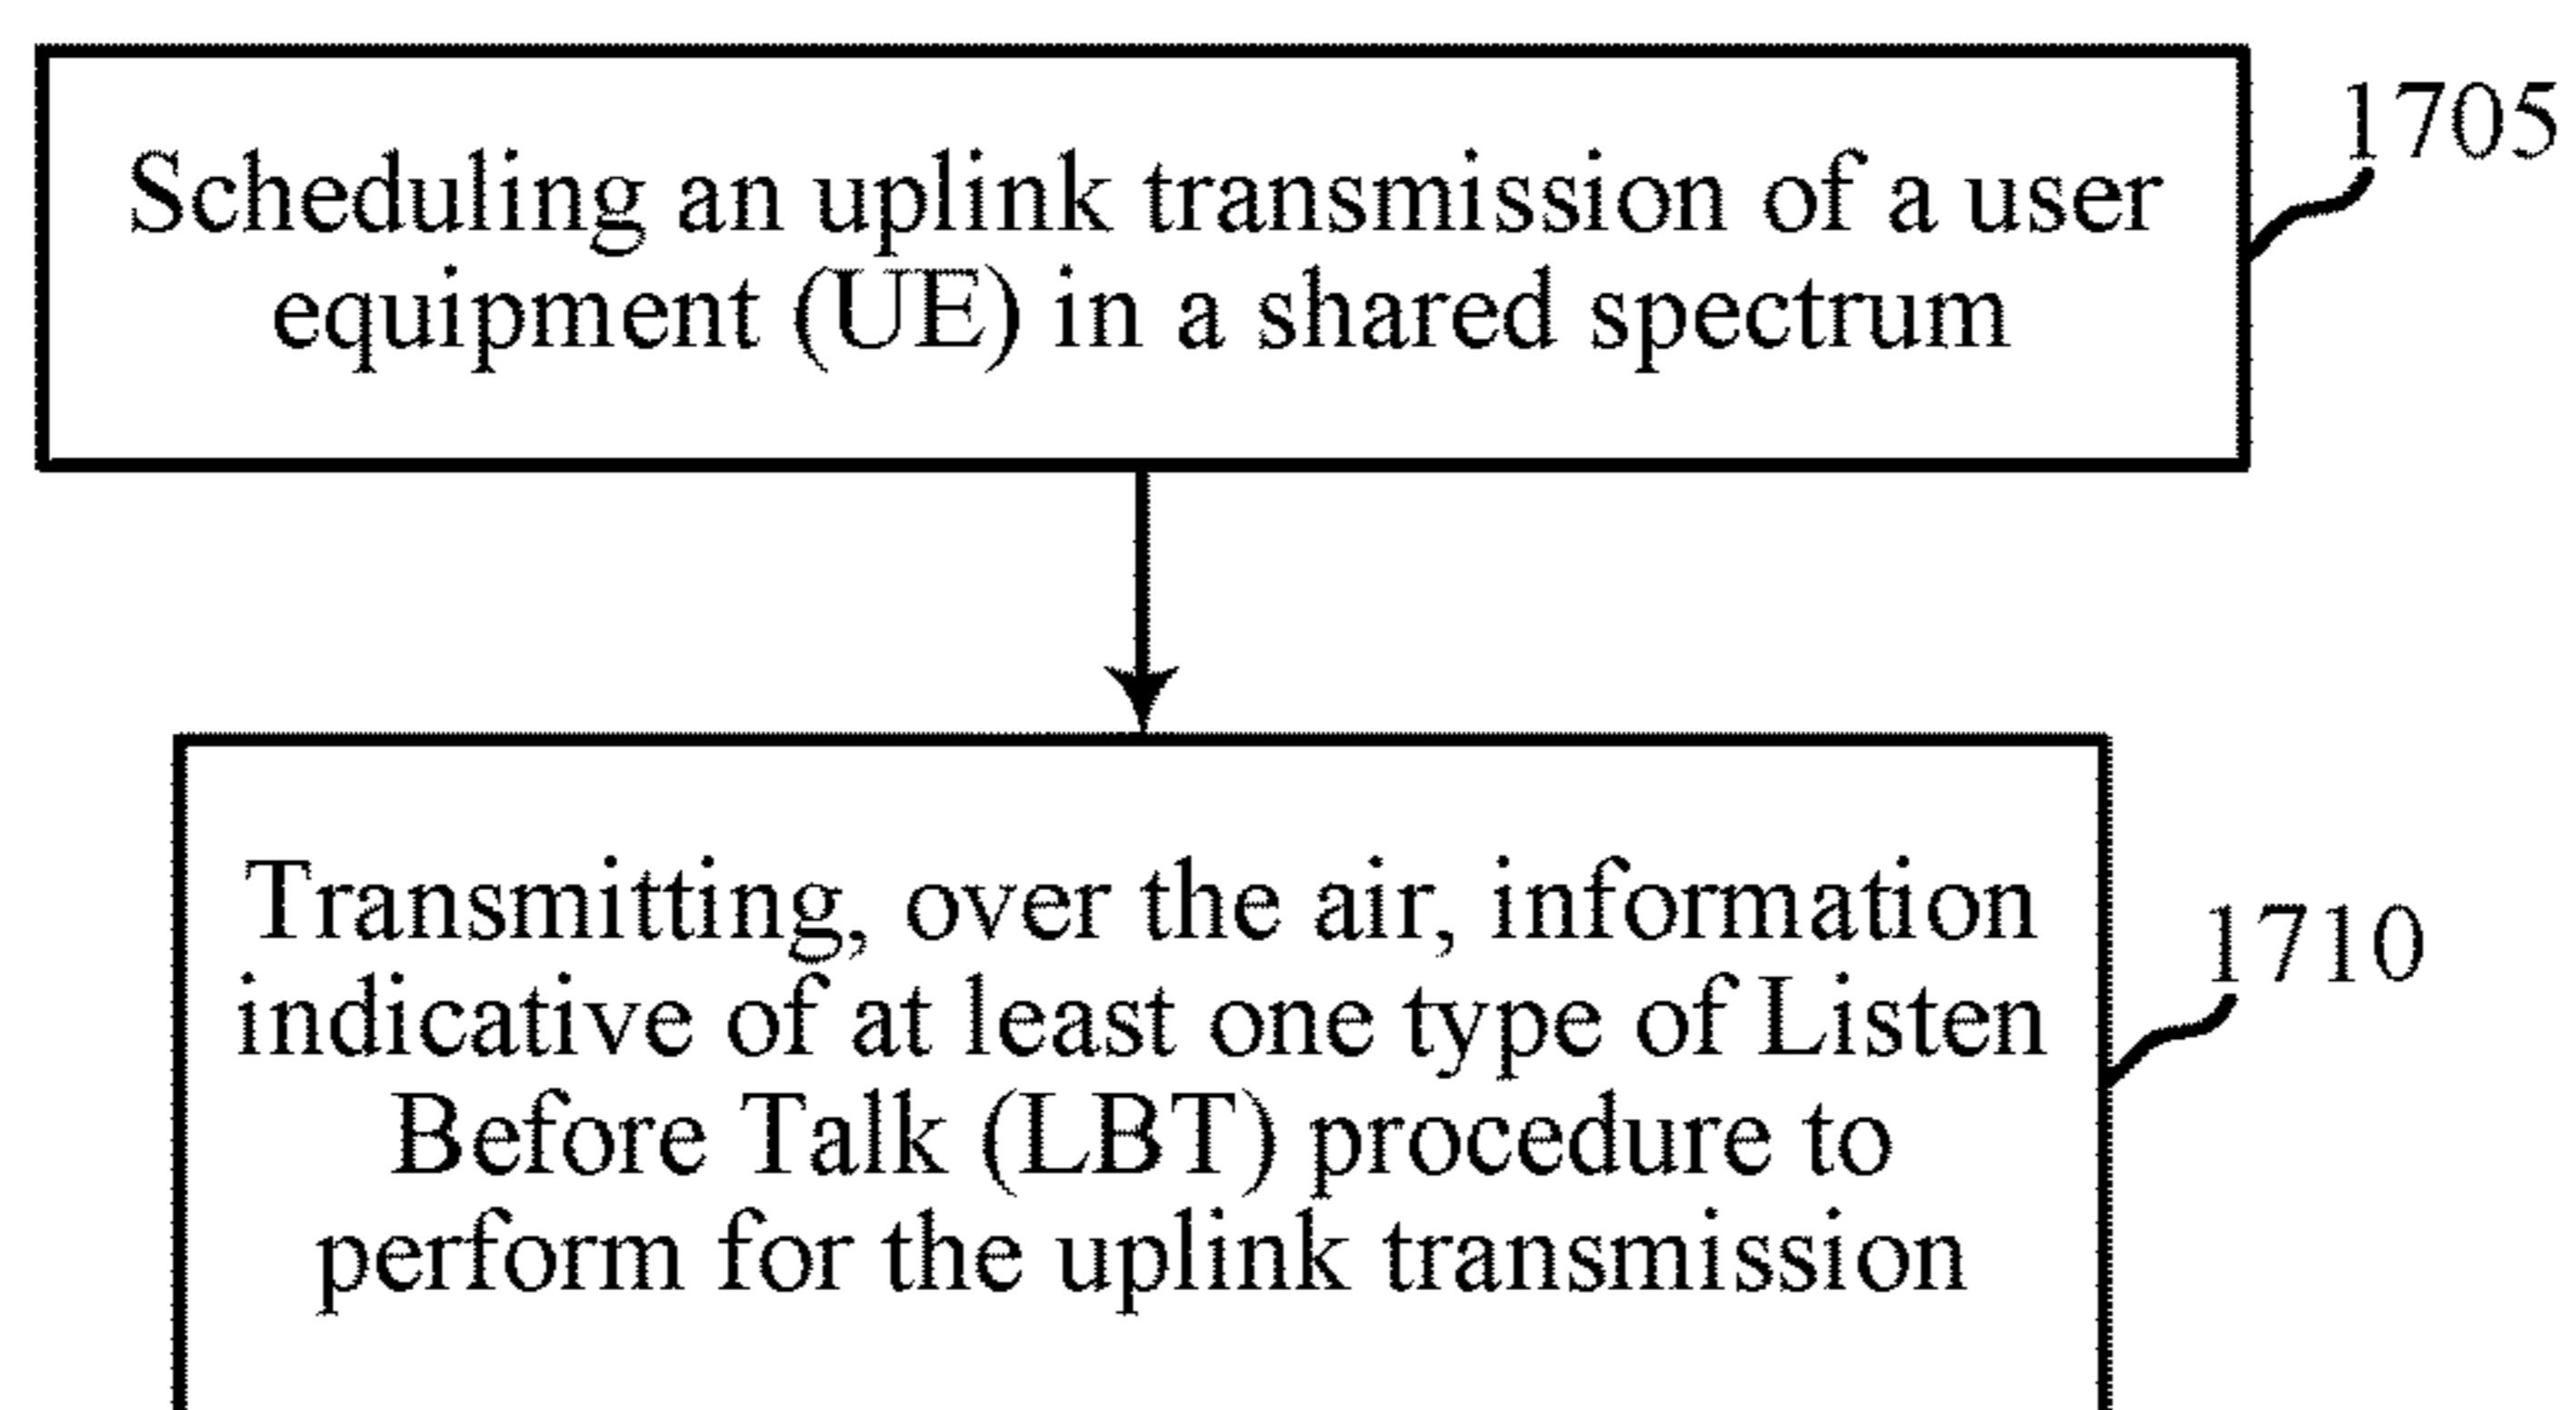 1705
Scheduling an uplink transmission of a user
equipment (UE) in a shared spectrum
Transmitting, over the air, information
indicative of at least one type of Listen
1710
Before Talk (LBT) procedure to
perform for the uplink transmission